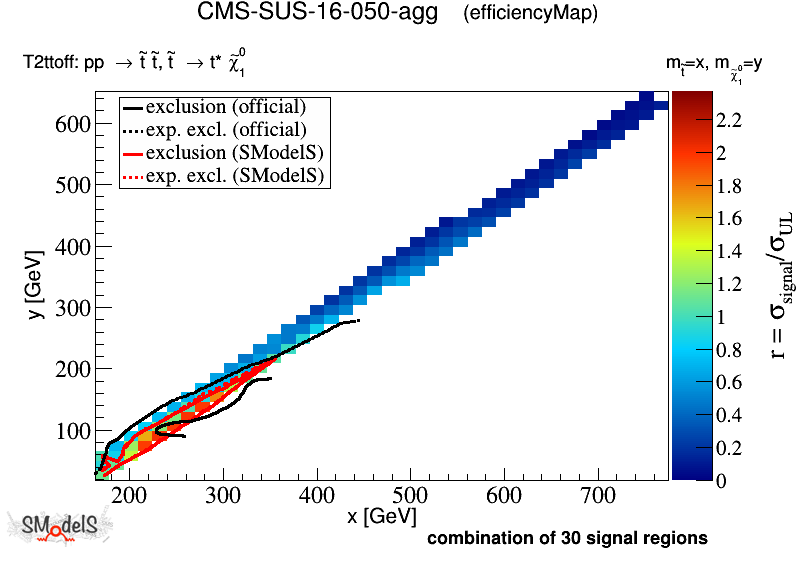 CMS-SUS-16-050-agg (efficiencyMap)
T2ttoff: pp → t̃ t̃, t̃ → t* χ̃₁⁰
m_t̃=x, m_χ̃₁⁰=y
exclusion (official)
exp. excl. (official)
exclusion (SModelS)
exp. excl. (SModelS)
600
500
400
300
200
100
y [GeV]
200 300 400 500 600 700
x [GeV]
2.2
2
1.8
1.6
1.4
1.2
1
0.8
0.6
0.4
0.2
0
r = σ_signal/σ_UL
SModelS
combination of 30 signal regions